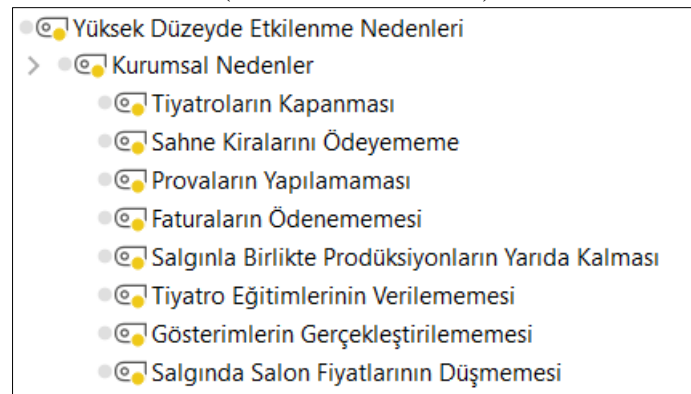 Yüksek Düzeyde Etkilenme Nedenleri
Kurumsal Nedenler
Tiyatroların Kapanması
Sahne Kiralarını Ödeyememe
Provaların Yapılamaması
Faturaların Ödenememesi
Salgınla Birlikte Prodüksiyonların Yarıda Kalması
Tiyatro Eğitimlerinin Verilememesi
Gösterimlerin Gerçekleştirilememesi
Salgında Salon Fiyatlarının Düşmemesi